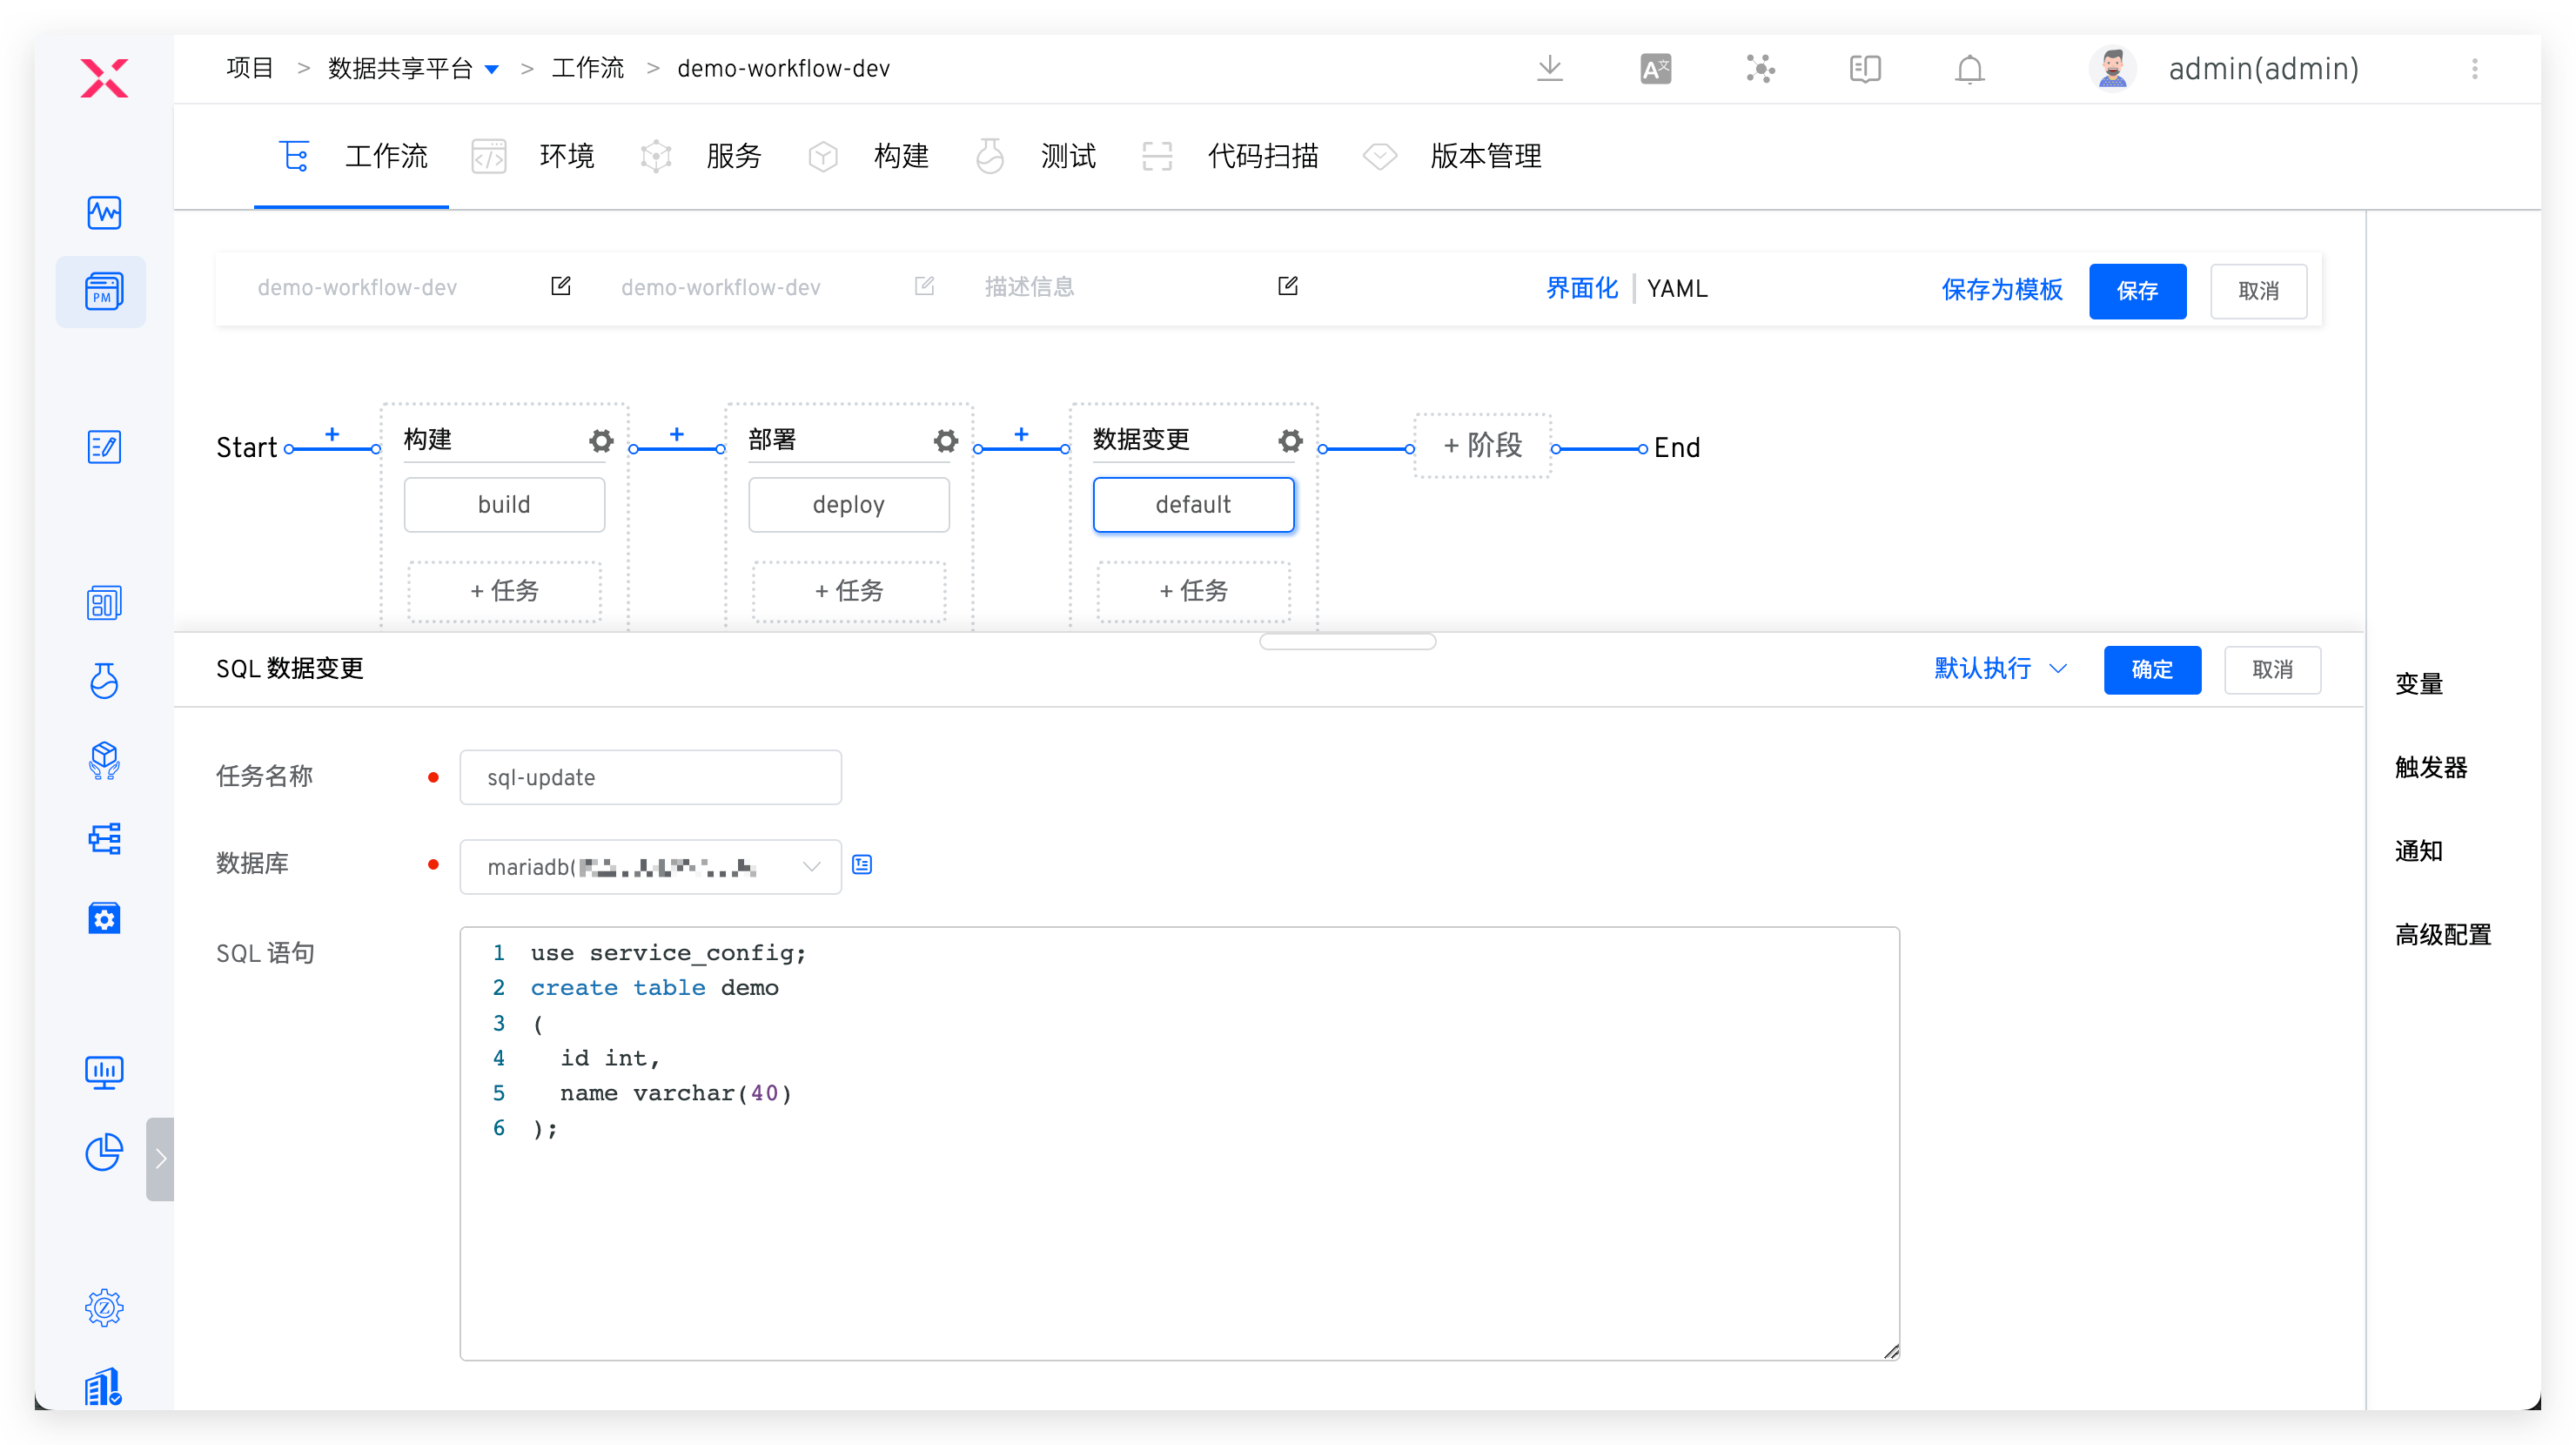 项目 > 数据共享平台 > 工作流 > demo-workflow-dev
A文
admin(admin)
工作流 环境 服务 构建 测试 代码扫描 版本管理
PM
demo-workflow-dev demo-workflow-dev 描述信息 界面化 YAML 保存为模板 保存 取消
Start + 构建 + 部署 + 数据变更 + 阶段 End
build deploy default
+ 任务 + 任务 + 任务
SQL 数据变更 默认执行 确定 取消
变量
触发器
通知
高级配置
任务名称 sql-update
数据库 mariadb(
SQL 语句
1 use service_config;
2 create table demo
3 (
4 id int,
5 name varchar(40)
6 );